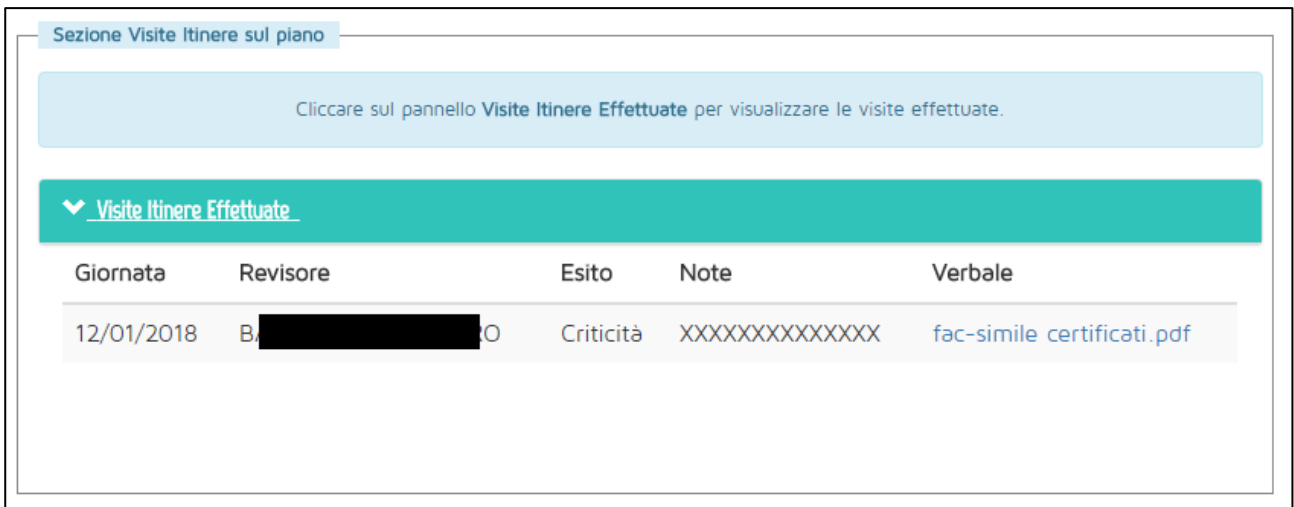 Sezione Visite Itinere sul piano
Cliccare sul pannello Visite Itinere Effettuate per visualizzare le visite effettuate.
Visite Itinere Effettuate
Giornata Revisore Esito Note Verbale
12/01/2018 Criticità XXXXXXXXXXXXXX fac-simile certificati.pdf